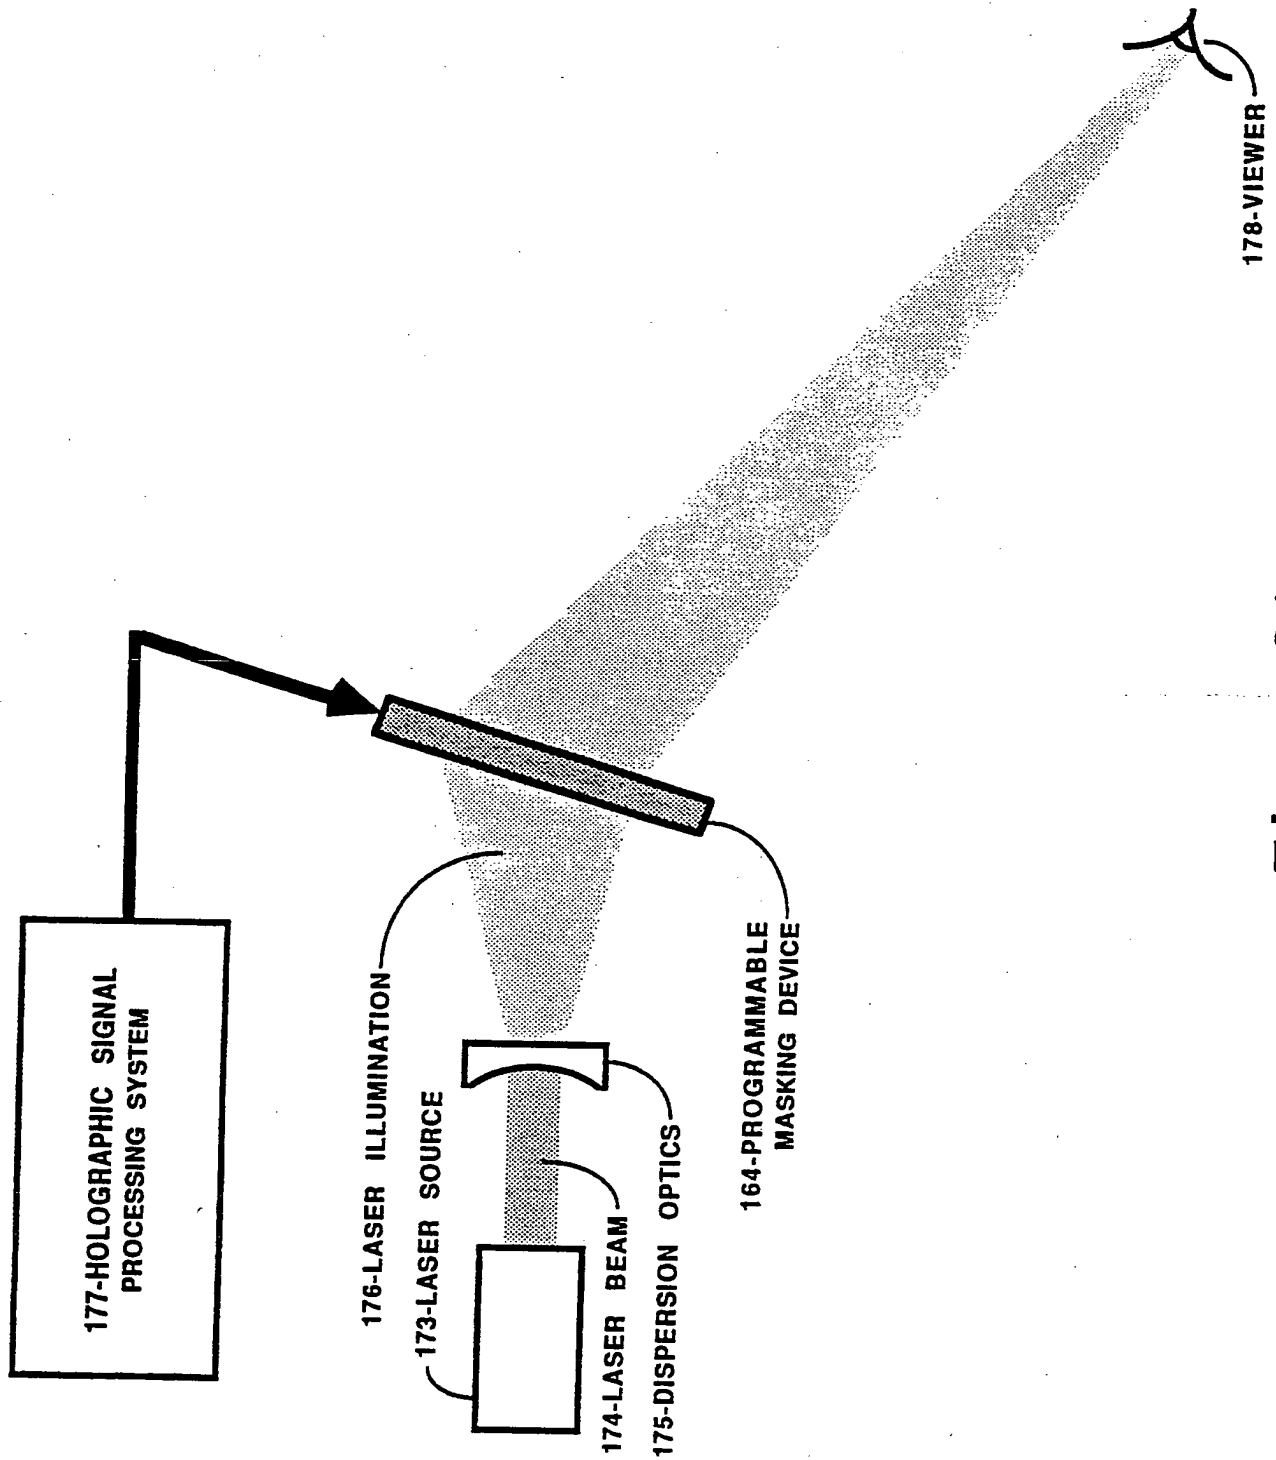 177-HOLOGRAPHIC SIGNAL
PROCESSING SYSTEM
176-LASER ILLUMINATION
173-LASER SOURCE
174-LASER BEAM
175-DISPERSION OPTICS
164-PROGRAMMABLE
MASKING DEVICE
178-VIEWER